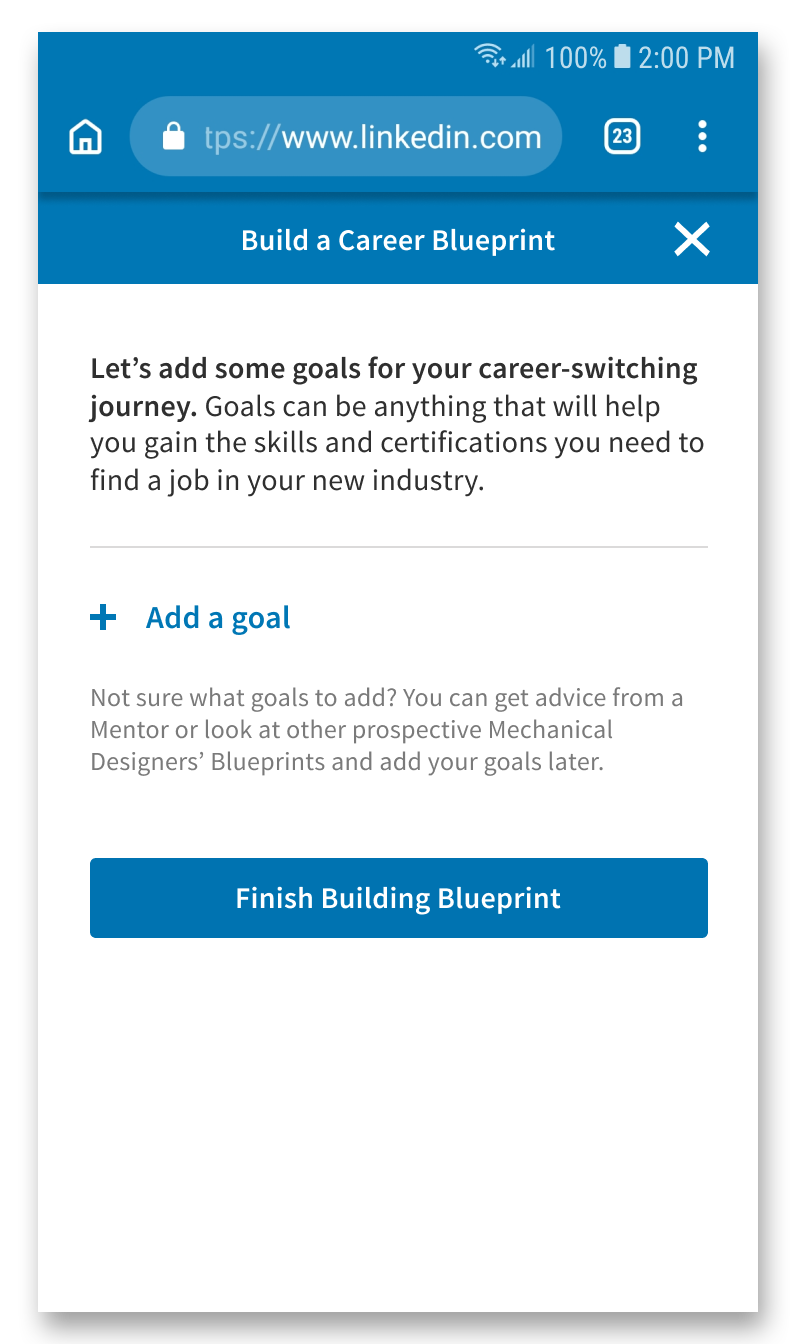 100% 2:00 PM
tps://www.linkedin.com 23
Build a Career Blueprint
Let’s add some goals for your career-switching
journey. Goals can be anything that will help
you gain the skills and certifications you need to
find a job in your new industry.
Add a goal
Not sure what goals to add? You can get advice from a
Mentor or look at other prospective Mechanical
Designers’ Blueprints and add your goals later.
Finish Building Blueprint